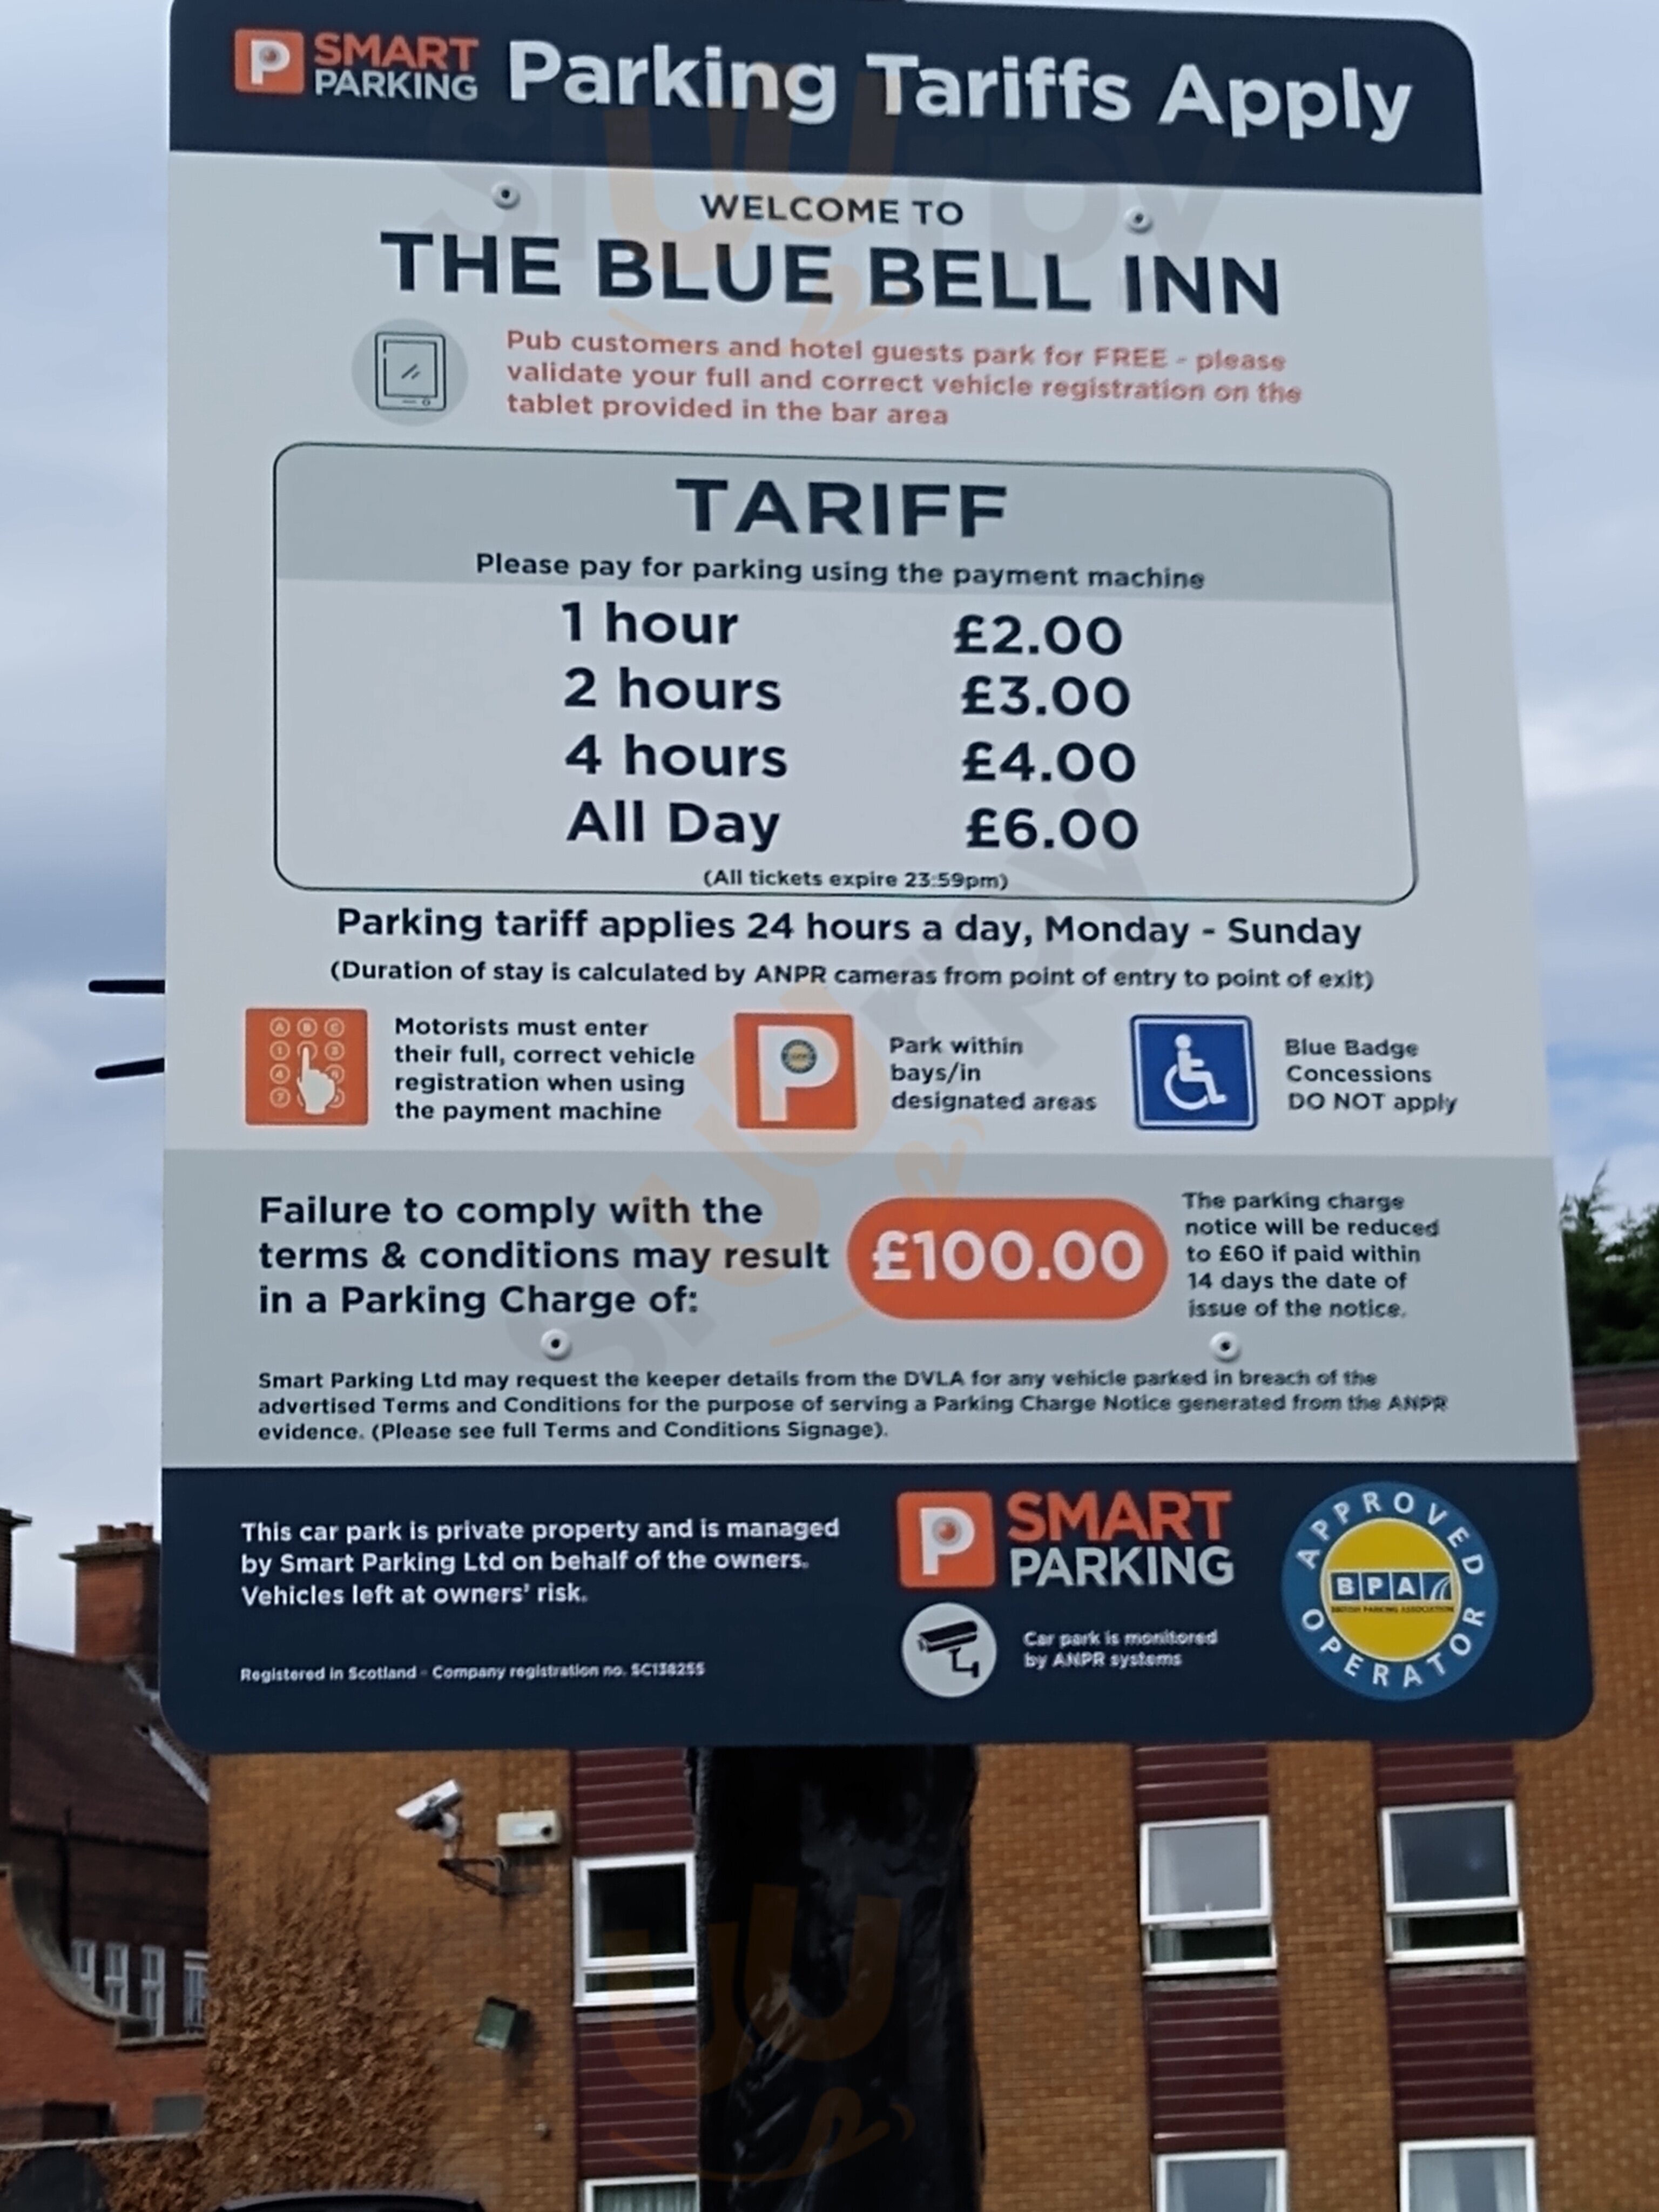 P SMART PARKING Parking Tariffs Apply
WELCOME TO
THE BLUE BELL INN
Pub customers and hotel guests park for FREE - please
validate your full and correct vehicle registration on the
tablet provided in the bar area
TARIFF
Please pay for parking using the payment machine
1 hour £2.00
2 hours £3.00
4 hours £4.00
All Day £6.00
(All tickets expire 23:59pm)
Parking tariff applies 24 hours a day, Monday - Sunday
(Duration of stay is calculated by ANPR cameras from point of entry to point of exit)
Motorists must enter
their full, correct vehicle
registration when using
the payment machine
P
Park within
bays/in
designated areas
Blue Badge
Concessions
DO NOT apply
Failure to comply with the
terms & conditions may result
in a Parking Charge of:
£100.00
The parking charge
notice will be reduced
to £60 if paid within
14 days the date of
issue of the notice.
Smart Parking Ltd may request the keeper details from the DVLA for any vehicle parked in breach of the
advertised Terms and Conditions for the purpose of serving a Parking Charge Notice generated from the ANPR
evidence. (Please see full Terms and Conditions Signage).
This car park is private property and is managed
by Smart Parking Ltd on behalf of the owners.
Vehicles left at owners' risk.
Registered in Scotland - Company registration no. SC138255
P SMART
PARKING
Car park is monitored
by ANPR systems
APPROVED
BPA
BRITISH PARKING ASSOCIATION
OPERATOR
sluurpy
sluurpy